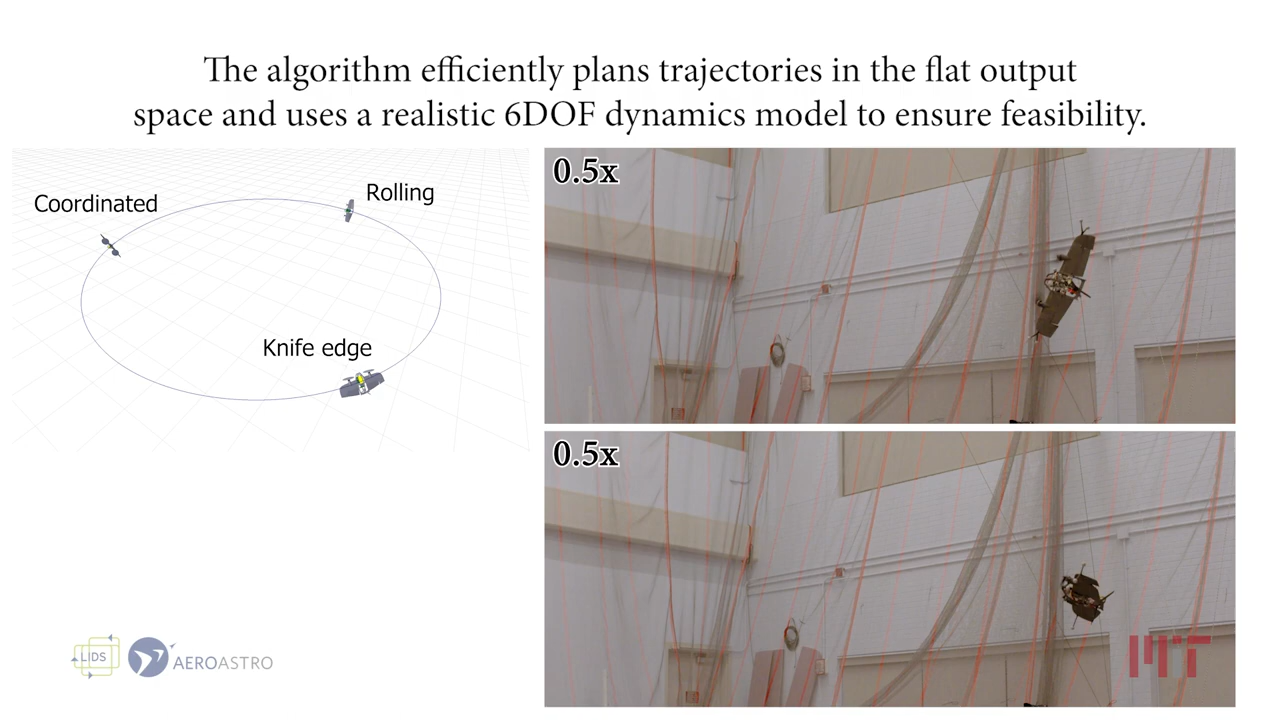 The algorithm efficiently plans trajectories in the flat output
space and uses a realistic 6DOF dynamics model to ensure feasibility.
Coordinated
Rolling
Knife edge
0.5x
0.5x
LIDS
AEROASTRO
MIT